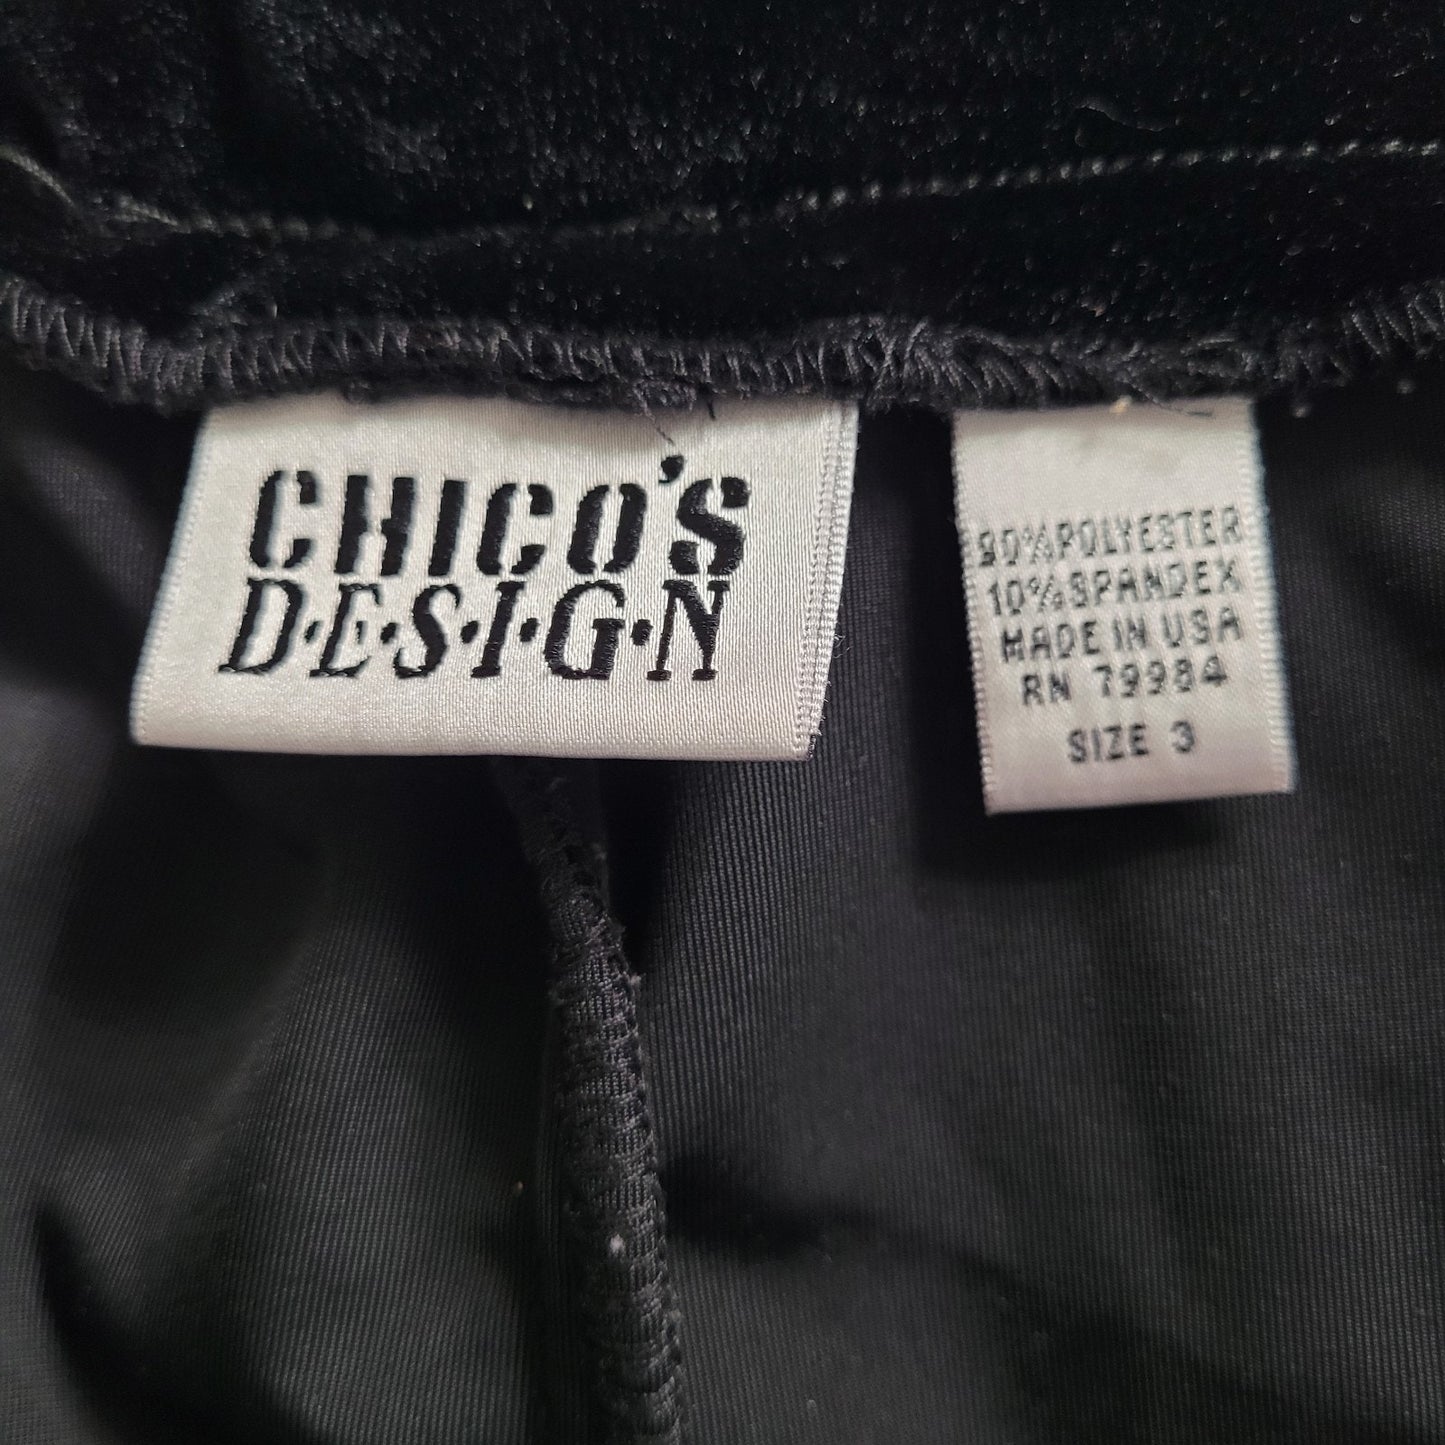 CHICO'S
D·E·S·I·G·N
90% POLYESTER
10% SPANDEX
MADE IN USA
RN 79984
SIZE 3